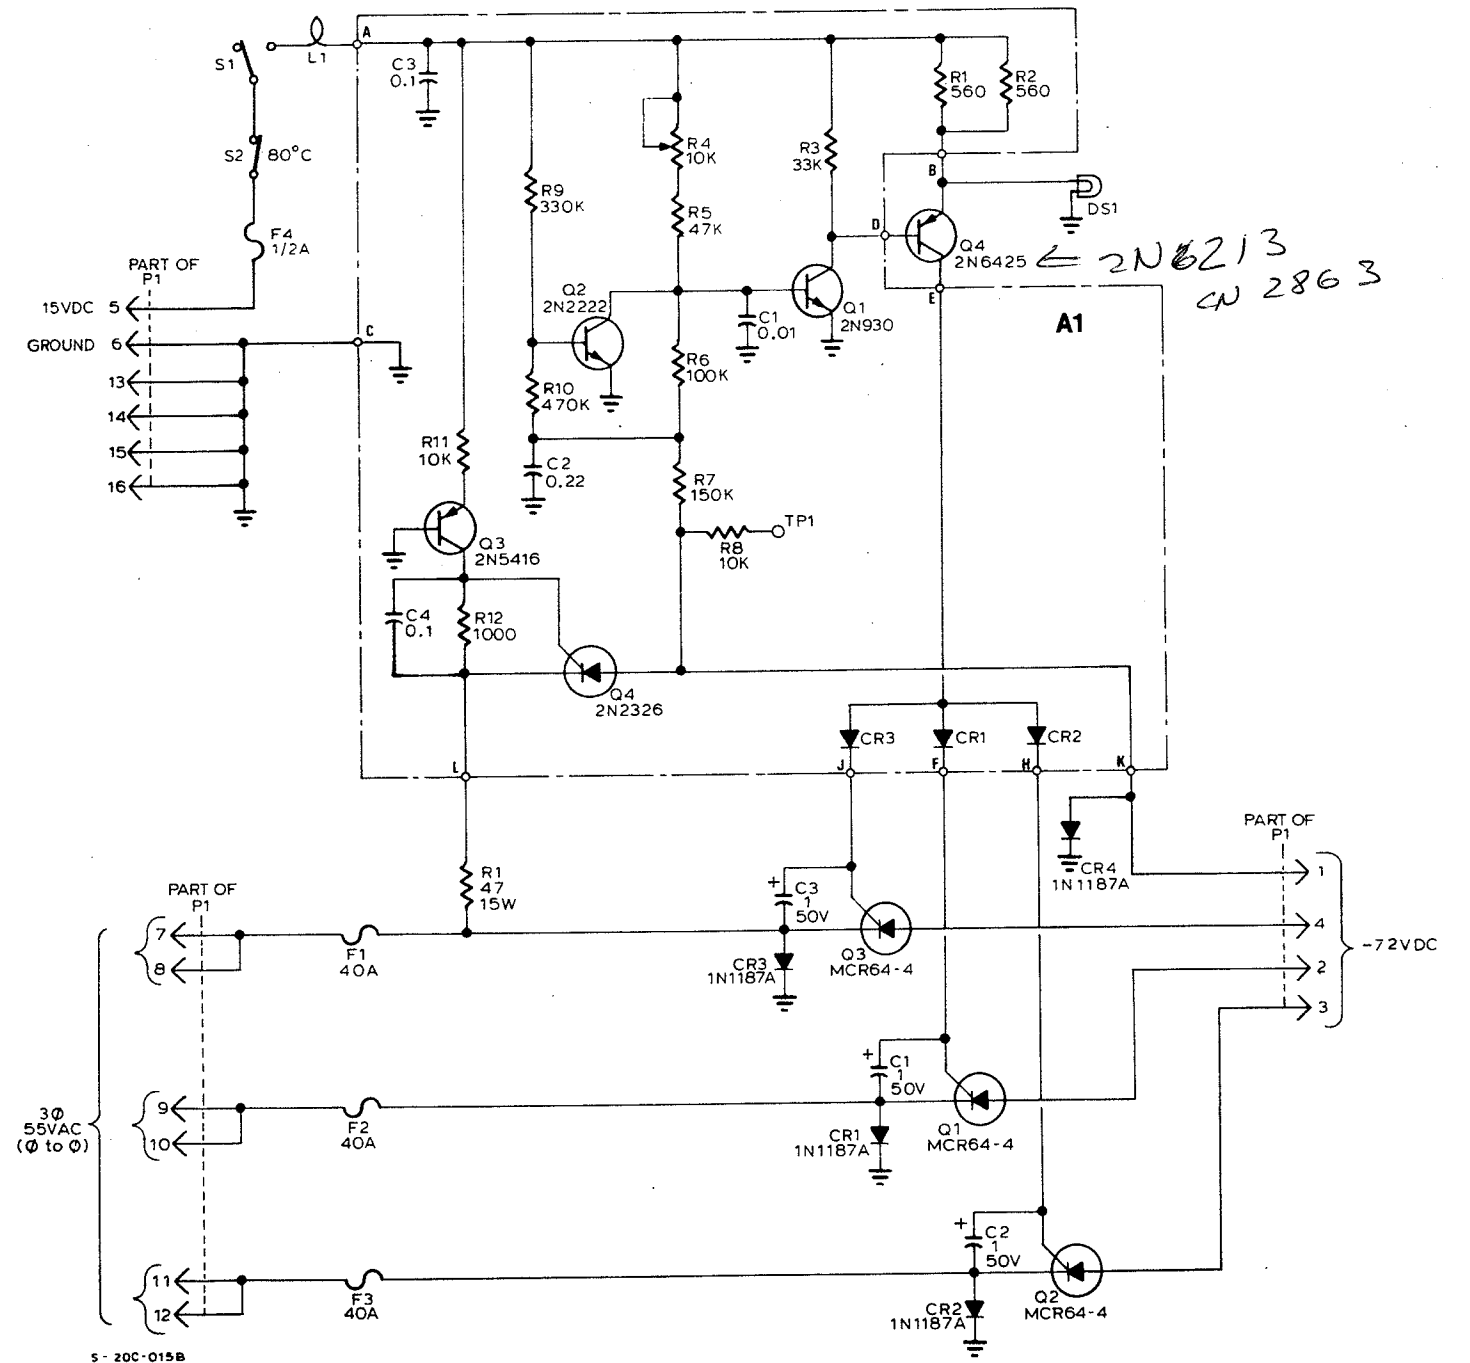 A
S1
L1
C3
0.1
R1
560
R2
560
S2 80°C
R4
10K
R3
33K
B
DS1
R9
330K
R5
47K
D
Q4
2N6425 ← 2N6213
2863
F4
1/2A
PART OF
P1
15VDC 5
GROUND 6
13
14
15
16
C
Q2
2N2222
C1
0.01
Q1
2N930
E
A1
R6
100K
R10
470K
R11
10K
C2
0.22
R7
150K
TP1
R8
10K
Q3
2N5416
C4
0.1
R12
1000
Q4
2N2326
CR3
CR1
CR2
L
J
F
H
K
CR4
1N1187A
PART OF
P1
1
4
2
3
-72VDC
R1
47
15W
PART OF
P1
7
8
F1
40A
+
C3
1
50V
CR3
1N1187A
Q3
MCR64-4
3Ø
55VAC
(Ø to Ø)
9
10
F2
40A
+
C1
1
50V
CR1
1N1187A
Q1
MCR64-4
11
12
F3
40A
+
C2
1
50V
CR2
1N1187A
Q2
MCR64-4
S-20C-015B